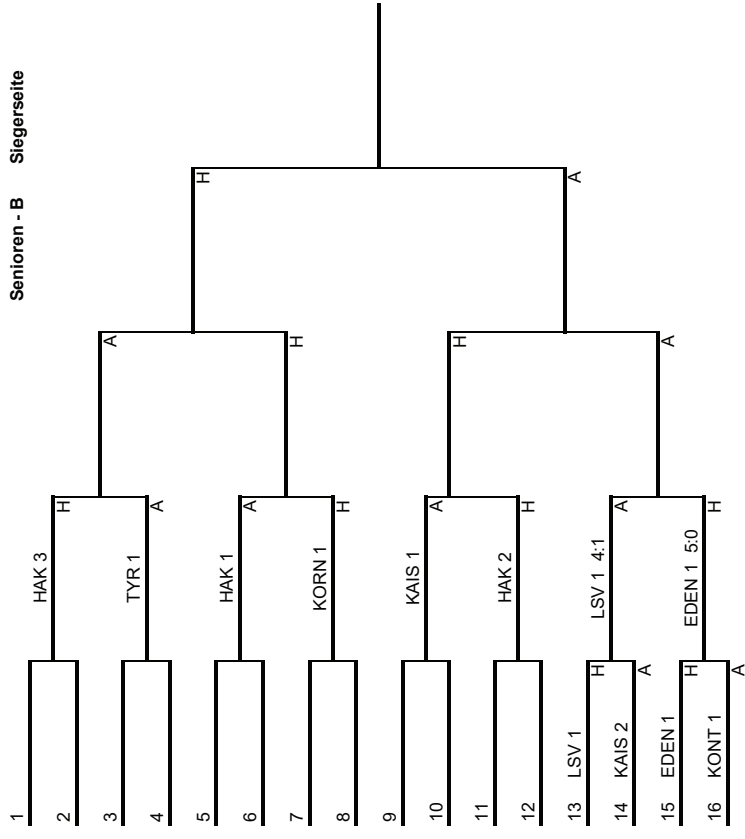 Senioren - B Siegerseite
1
2
HAK 3
H
3
4
TYR 1
A
A
5
6
HAK 1
A
7
8
KORN 1
H
H
H
9
10
KAIS 1
A
11
12
HAK 2
H
H
13 LSV 1
H
14 KAIS 2
A
LSV 1 4:1
A
15 EDEN 1
H
16 KONT 1
A
EDEN 1 5:0
H
A
A